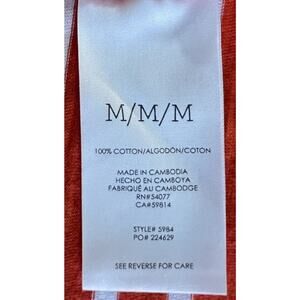 M/M/M
100% COTTON/ALGODÓN/COTON
MADE IN CAMBODIA
HECHO EN CAMBOYA
FABRIQUÉ AU CAMBODGE
RN#54077
CA#59814
STYLE# 5984
PO# 224629
SEE REVERSE FOR CARE